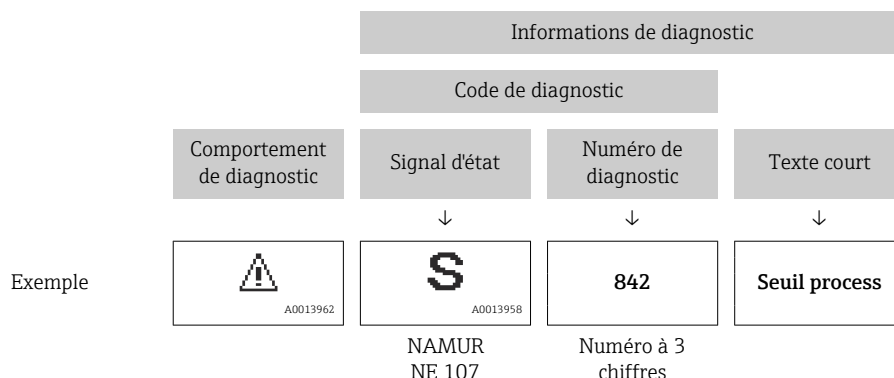 Informations de diagnostic
Code de diagnostic
Comportement
de diagnostic
Signal d'état
Numéro de
diagnostic
Texte court
↓ ↓ ↓
Exemple
A0013962
S
A0013958
842
Seuil process
NAMUR
NE 107
Numéro à 3
chiffres